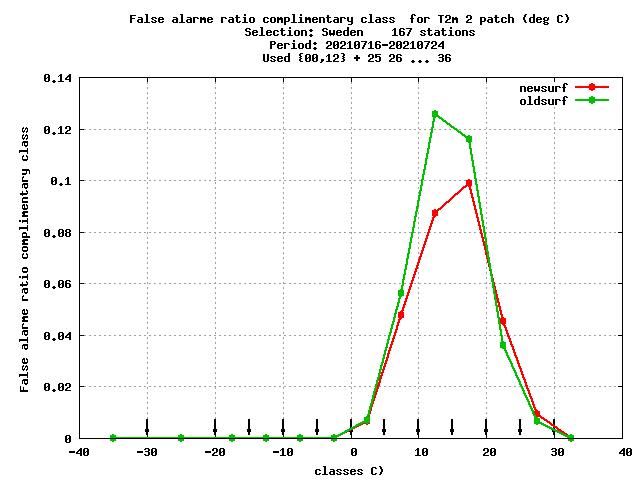 False alarme ratio complimentary class  for T2m 2 patch (deg C)
Selection: Sweden    167 stations
Period: 20210716-20210724
Used {00,12} + 25 26 ... 36
newsurf
oldsurf
0.14
0.12
0.1
0.08
0.06
0.04
0.02
0
False alarme ratio complimentary class
-40 -30 -20 -10 0 10 20 30 40
classes C)